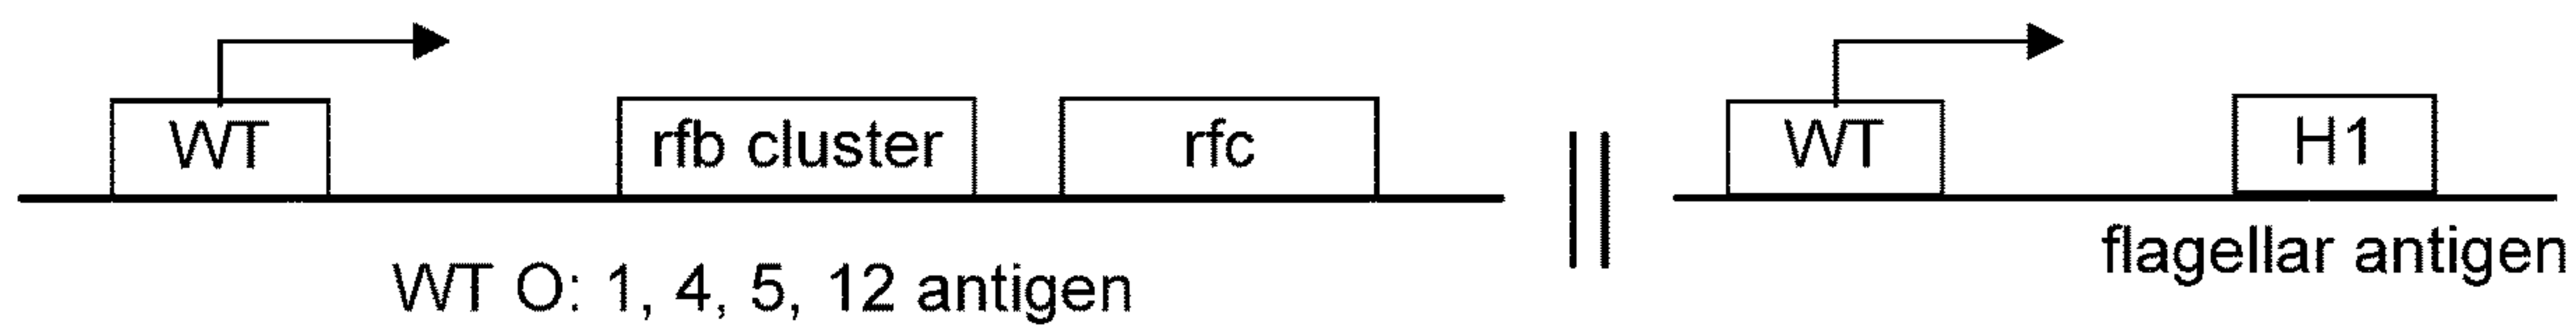 WT rfb cluster rfc WT H1
WT O: 1, 4, 5, 12 antigen
flagellar antigen